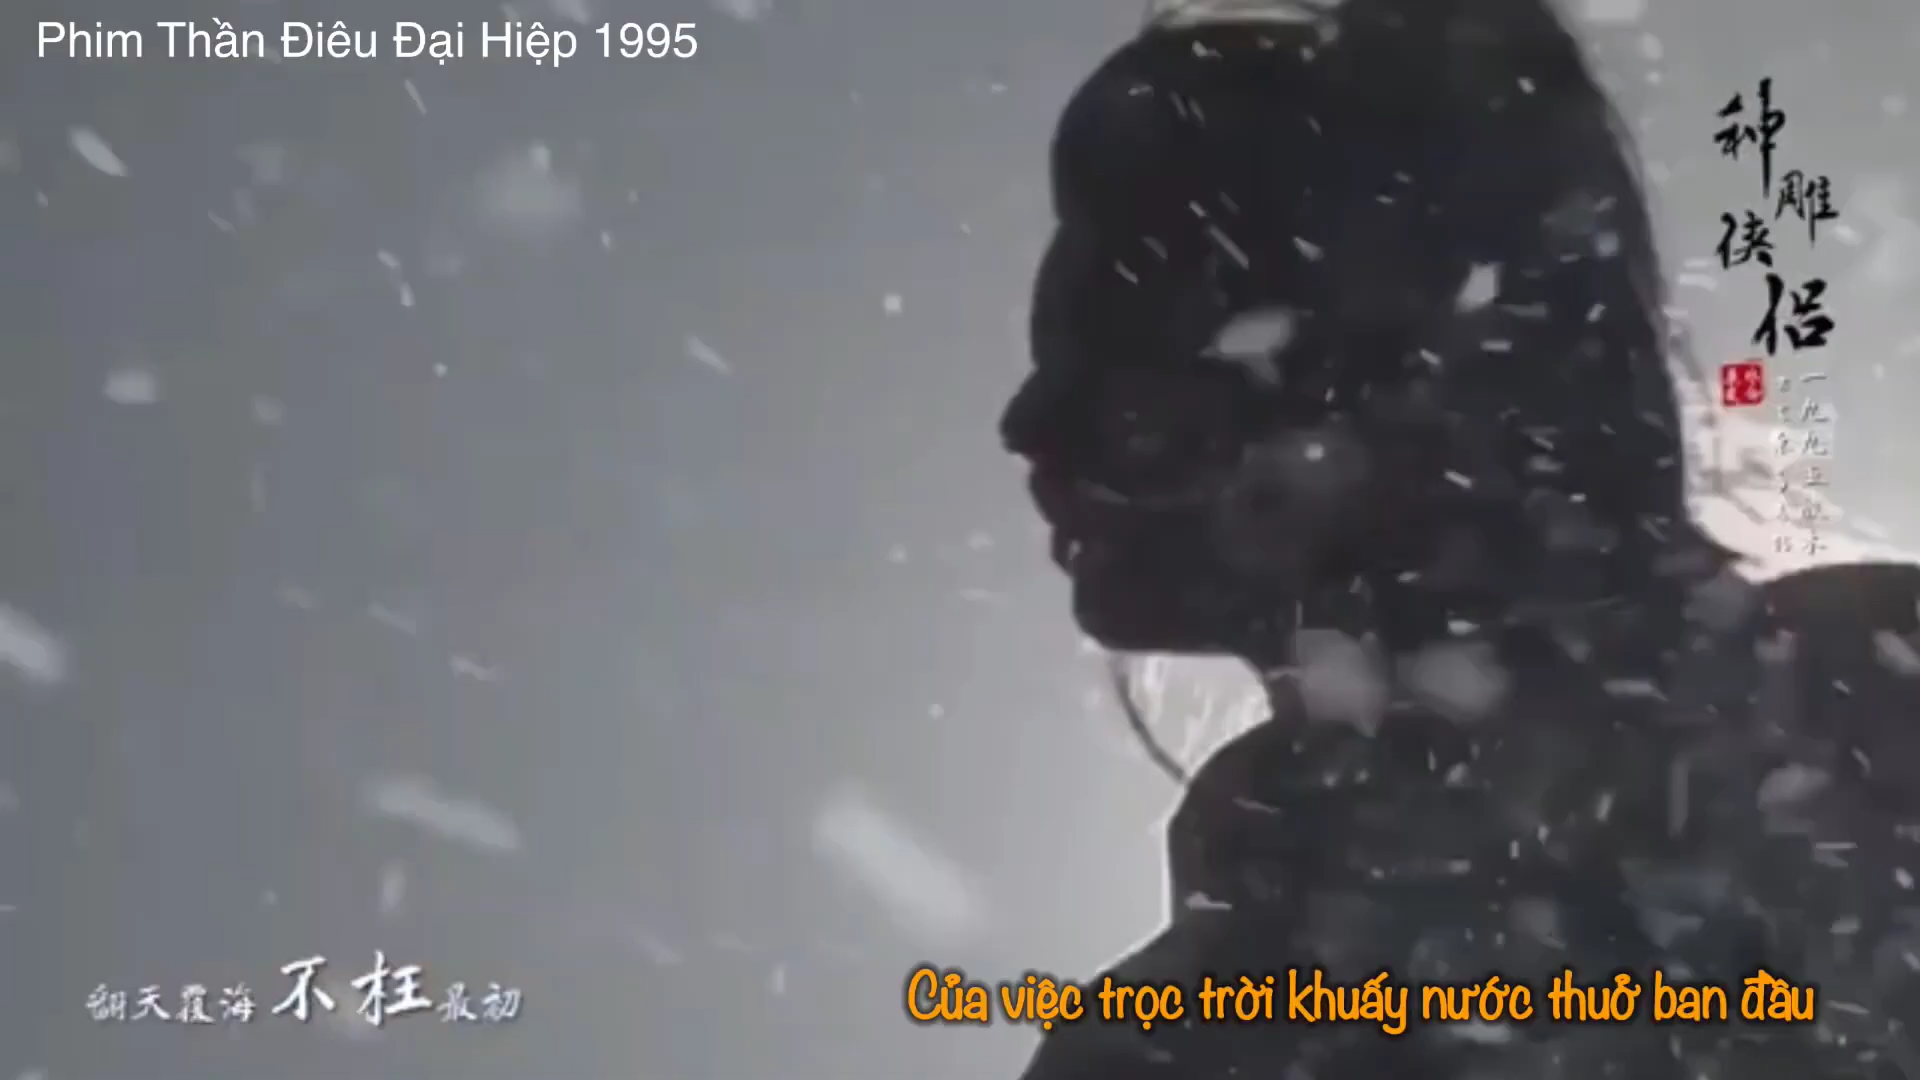 Phim Thần Điêu Đại Hiệp 1995
神雕侠侣
翻天覆海不枉最初
Của việc trọc trời khuấy nước thuở ban đầu